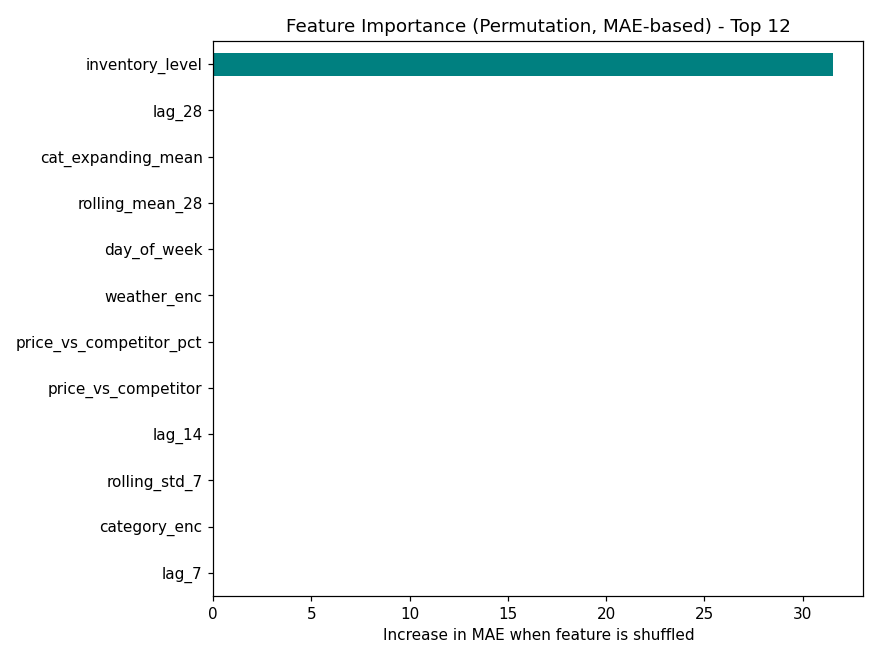 Feature Importance (Permutation, MAE-based) - Top 12
inventory_level
lag_28
cat_expanding_mean
rolling_mean_28
day_of_week
weather_enc
price_vs_competitor_pct
price_vs_competitor
lag_14
rolling_std_7
category_enc
lag_7
0 5 10 15 20 25 30
Increase in MAE when feature is shuffled